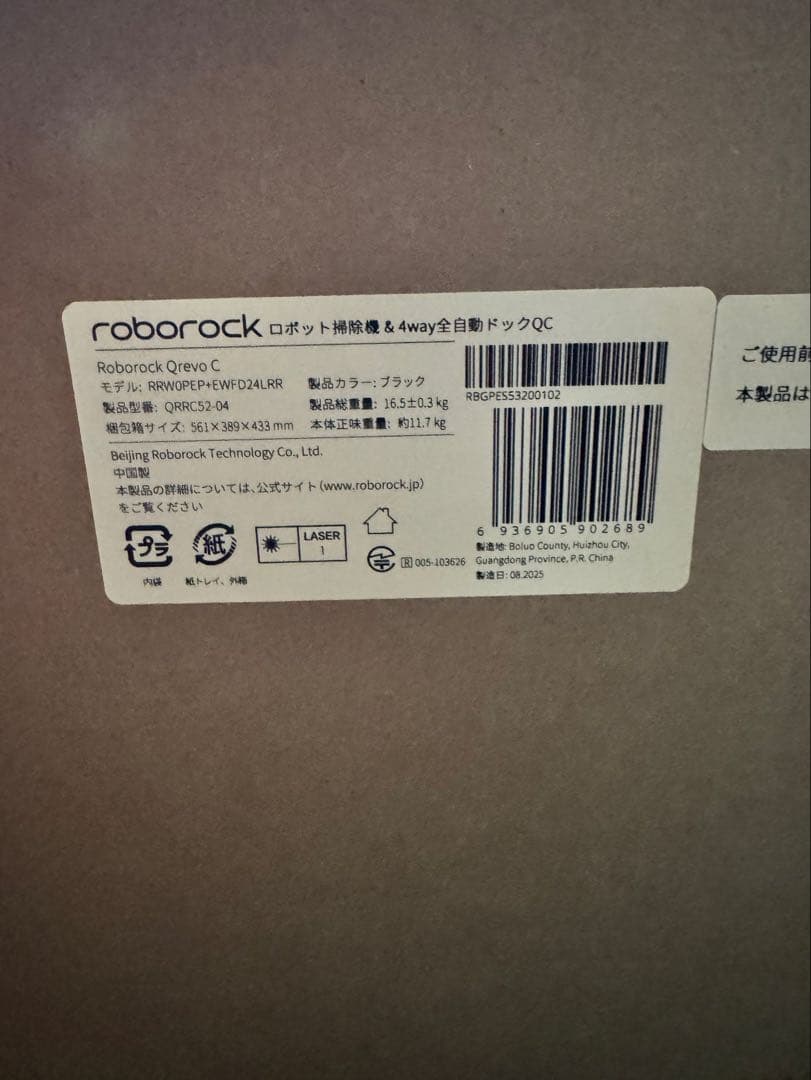 roborock ロボット掃除機 & 4way全自動ドックQC
Roborock Qrevo C
モデル: RRW0PEP+EWFD24LRR 製品カラー: ブラック
製品型番: QRRC52-04 製品総重量: 16.5±0.3 kg
梱包箱サイズ: 561×389×433 mm 本体正味重量: 約11.7 kg
Beijing Roborock Technology Co., Ltd.
中国製
本製品の詳細については、公式サイト(www.roborock.jp)
をご覧ください
プラ
内袋
紙
紙トレイ、外箱
LASER
1
R 005-103626
RBGPES53200102
6 936905 902689
製造地: Boluo County, Huizhou City,
Guangdong Province, P.R. China
製造日: 08.2025
ご使用前
本製品は